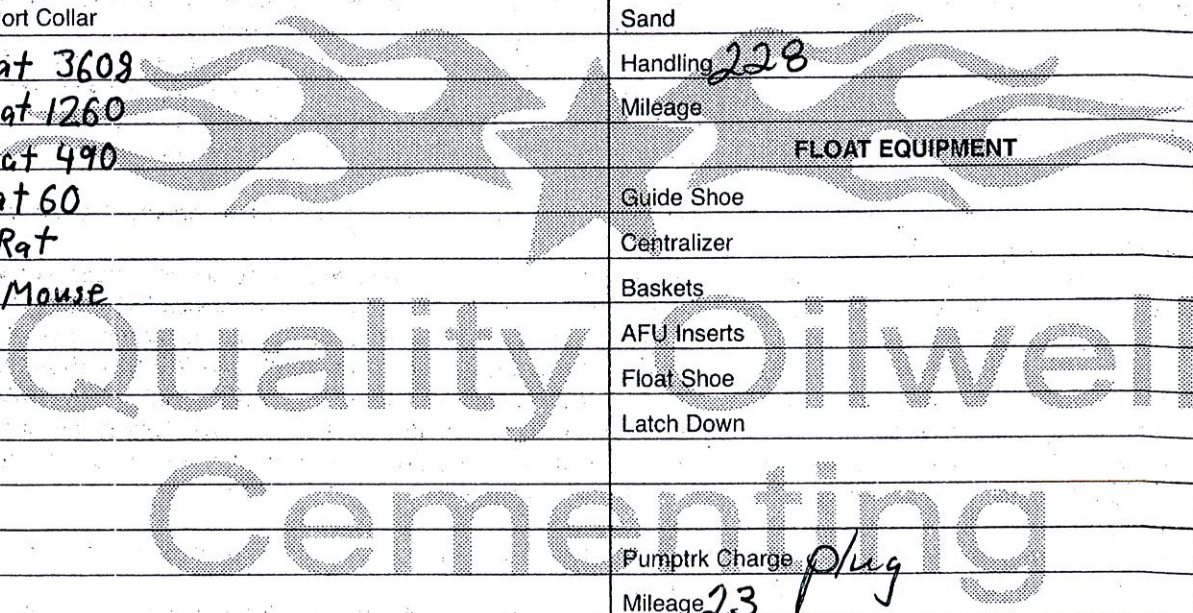 ort Collar
at 3608
at 1260
at 490
at 60
Rat
Mouse
Sand
Handling 228
Mileage
FLOAT EQUIPMENT
Guide Shoe
Centralizer
Baskets
AFU Inserts
Float Shoe
Latch Down
Pumptrk Charge plug
Mileage 23
Quality Oilwell
Cementing